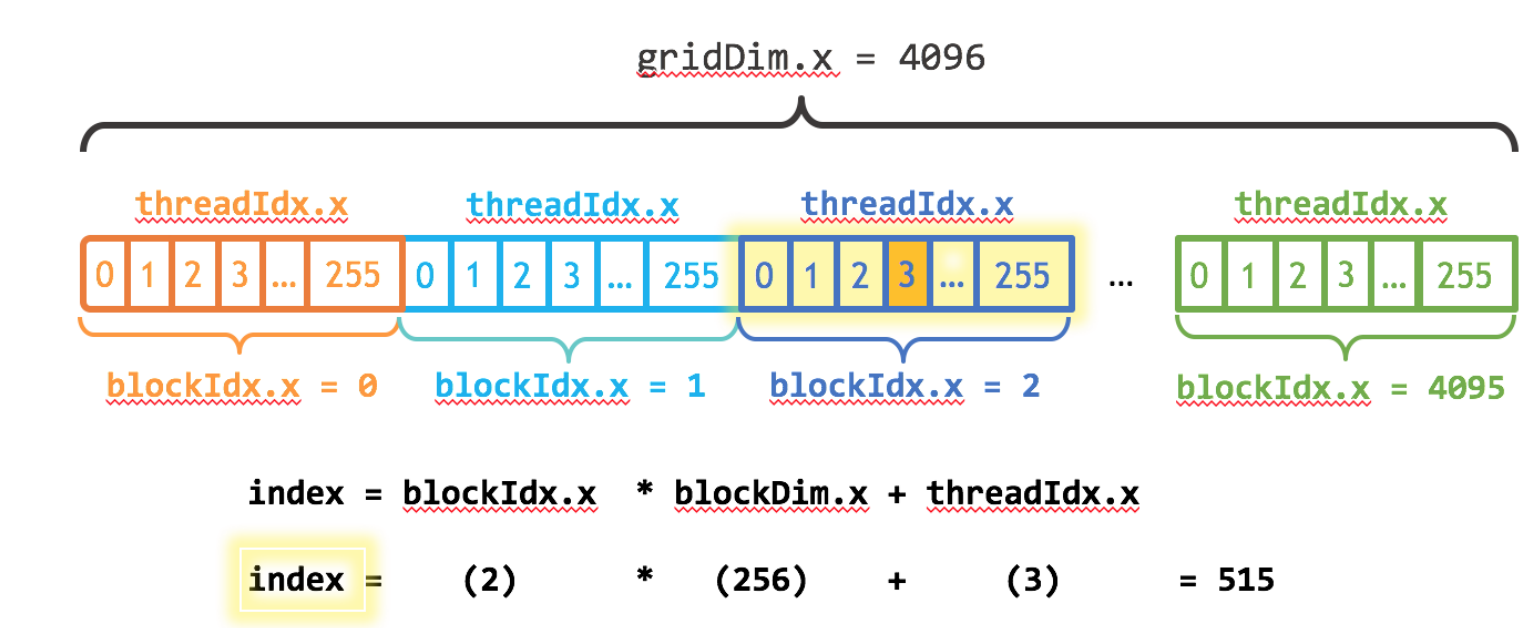 gridDim.x = 4096
threadIdx.x threadIdx.x threadIdx.x threadIdx.x
0 1 2 3 ... 255 0 1 2 3 ... 255 0 1 2 3 ... 255 ... 0 1 2 3 ... 255
blockIdx.x = 0 blockIdx.x = 1 blockIdx.x = 2 blockIdx.x = 4095
index = blockIdx.x * blockDim.x + threadIdx.x
index = (2) * (256) + (3) = 515